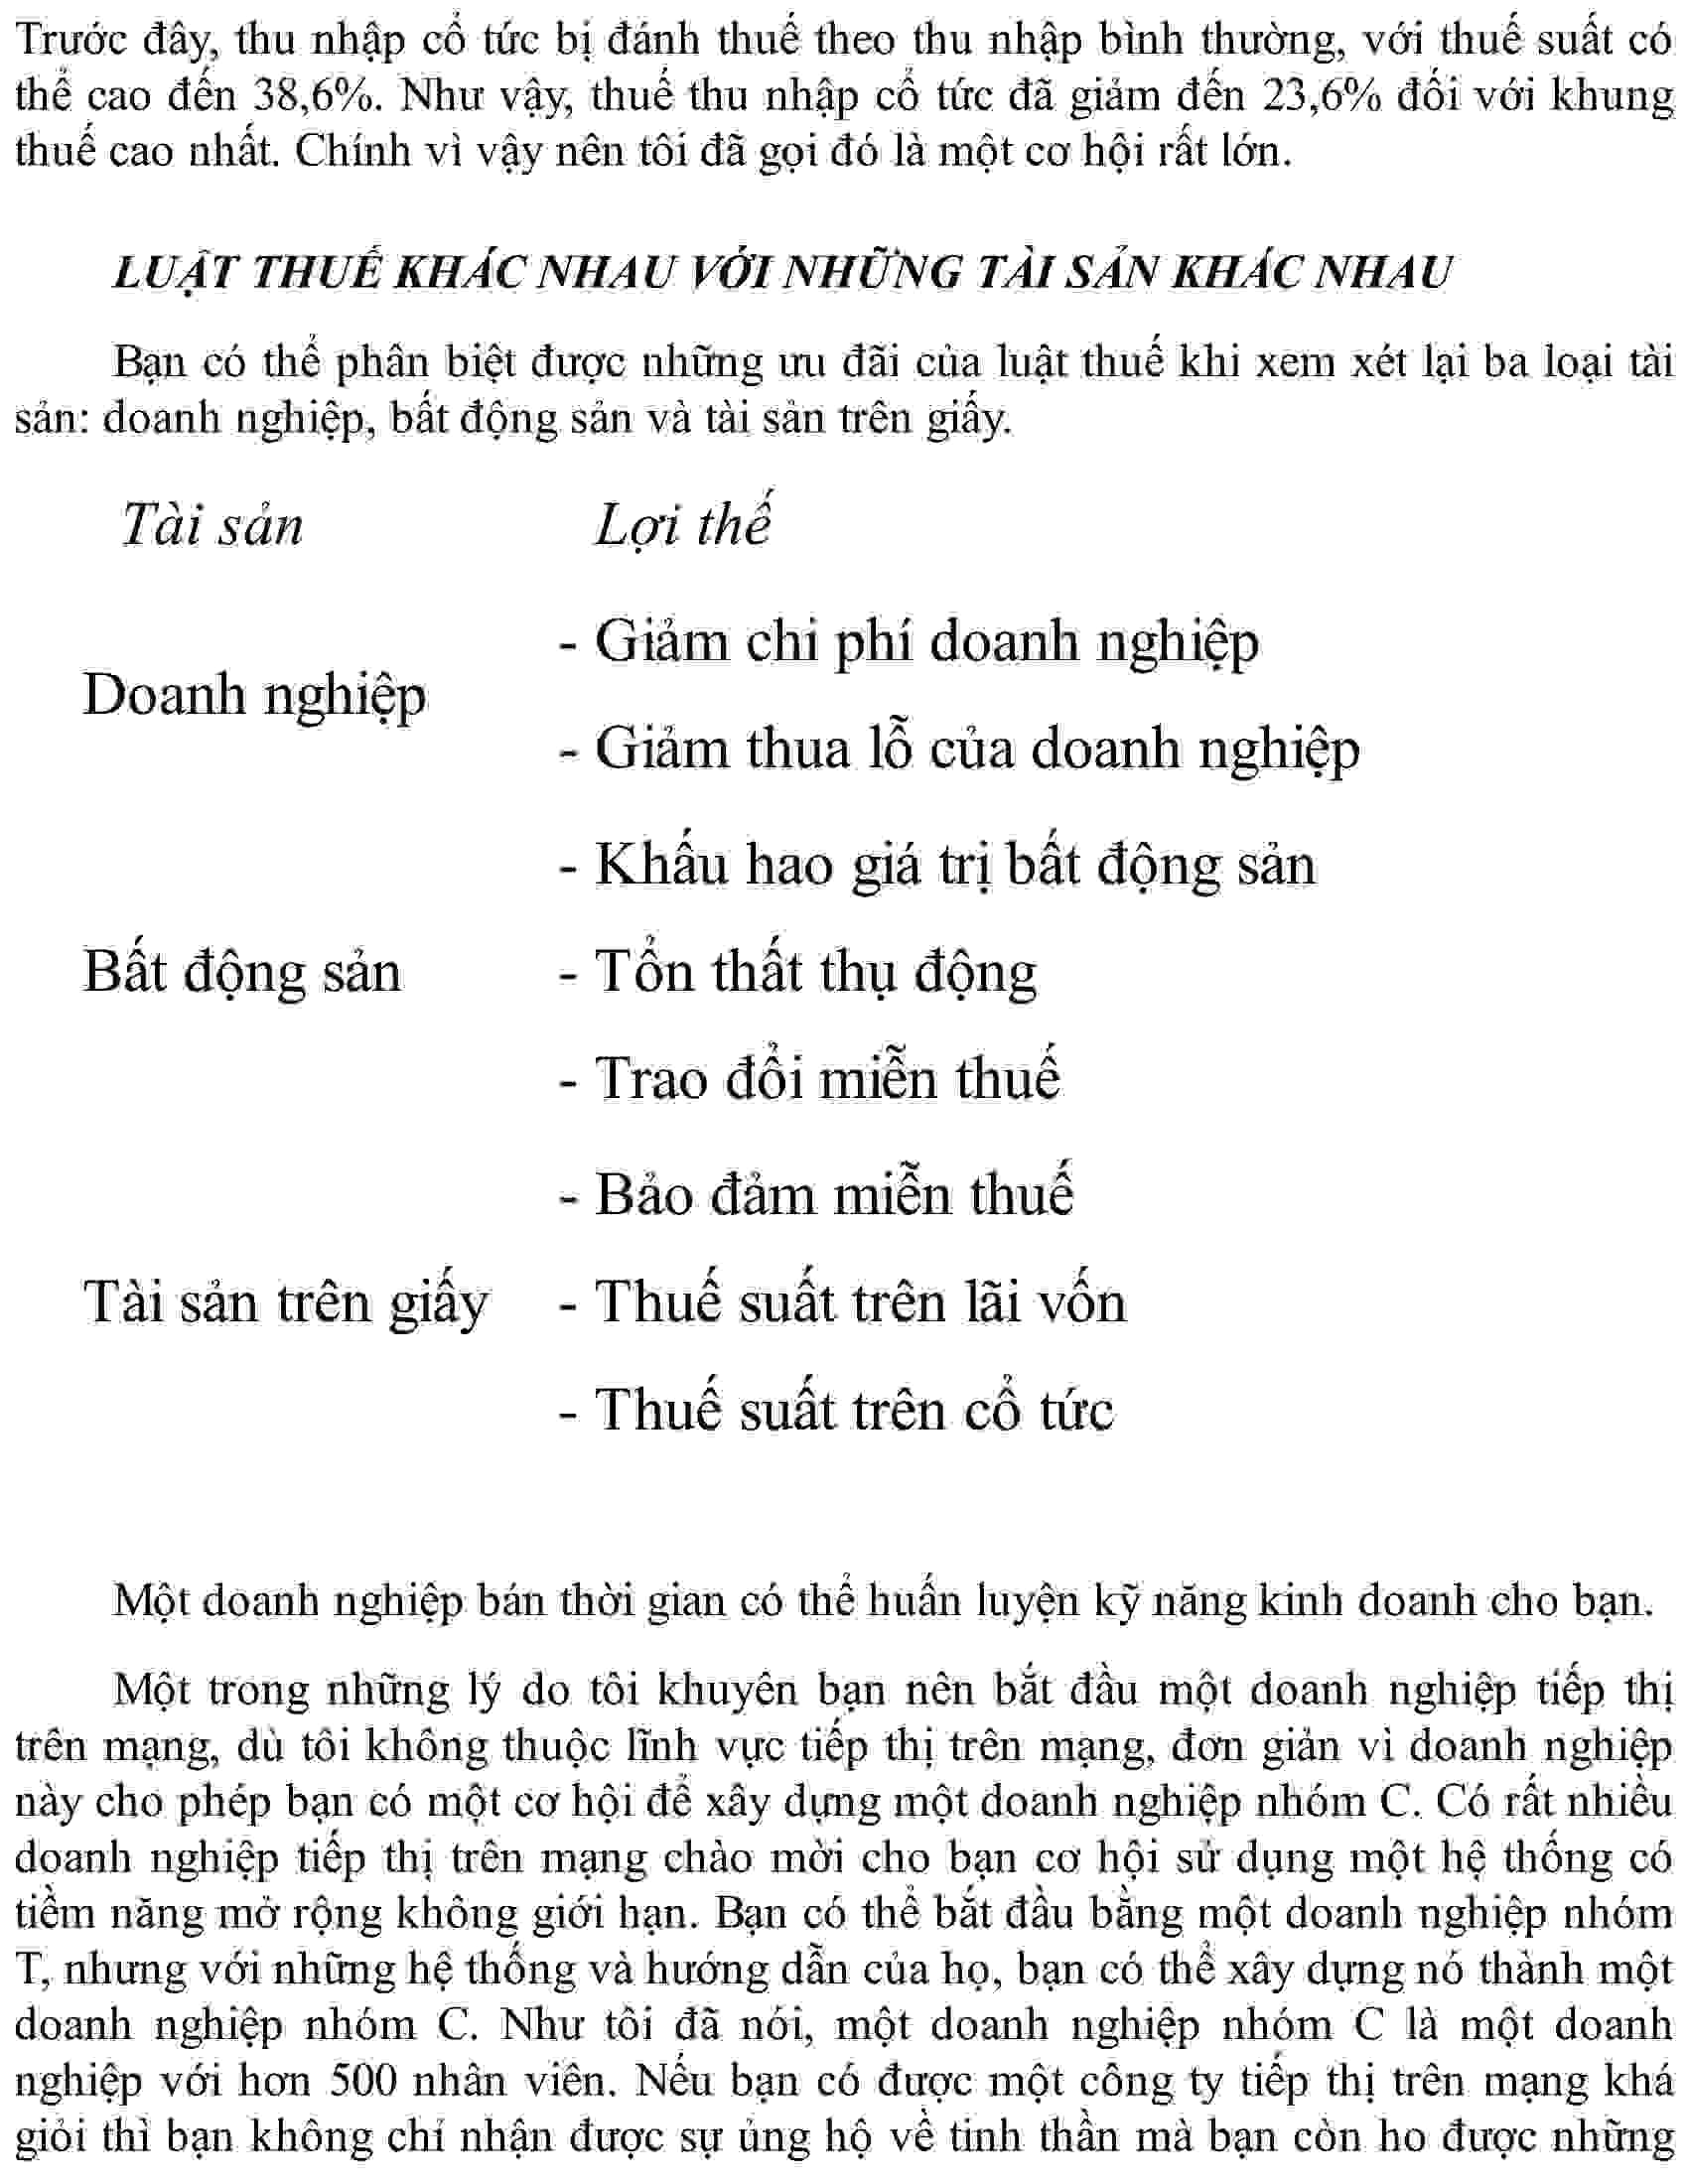 Trước đây, thu nhập cổ tức bị đánh thuế theo thu nhập bình thường, với thuế suất có
thể cao đến 38,6%. Như vậy, thuế thu nhập cổ tức đã giảm đến 23,6% đối với khung
thuế cao nhất. Chính vì vậy nên tôi đã gọi đó là một cơ hội rất lớn.
LUẬT THUẾ KHÁC NHAU VỚI NHỮNG TÀI SẢN KHÁC NHAU
Bạn có thể phân biệt được những ưu đãi của luật thuế khi xem xét lại ba loại tài
sản: doanh nghiệp, bất động sản và tài sản trên giấy.
Tài sản Lợi thế
- Giảm chi phí doanh nghiệp
Doanh nghiệp
- Giảm thua lỗ của doanh nghiệp
- Khấu hao giá trị bất động sản
Bất động sản - Tổn thất thụ động
- Trao đổi miễn thuế
- Bảo đảm miễn thuế
Tài sản trên giấy - Thuế suất trên lãi vốn
- Thuế suất trên cổ tức
Một doanh nghiệp bán thời gian có thể huấn luyện kỹ năng kinh doanh cho bạn.
Một trong những lý do tôi khuyên bạn nên bắt đầu một doanh nghiệp tiếp thị
trên mạng, dù tôi không thuộc lĩnh vực tiếp thị trên mạng, đơn giản vì doanh nghiệp
này cho phép bạn có một cơ hội để xây dựng một doanh nghiệp nhóm C. Có rất nhiều
doanh nghiệp tiếp thị trên mạng chào mời cho bạn cơ hội sử dụng một hệ thống có
tiềm năng mở rộng không giới hạn. Bạn có thể bắt đầu bằng một doanh nghiệp nhóm
T, nhưng với những hệ thống và hướng dẫn của họ, bạn có thể xây dựng nó thành một
doanh nghiệp nhóm C. Như tôi đã nói, một doanh nghiệp nhóm C là một doanh
nghiệp với hơn 500 nhân viên. Nếu bạn có được một công ty tiếp thị trên mạng khá
giỏi thì bạn không chỉ nhận được sự ủng hộ về tinh thần mà bạn còn ho được những